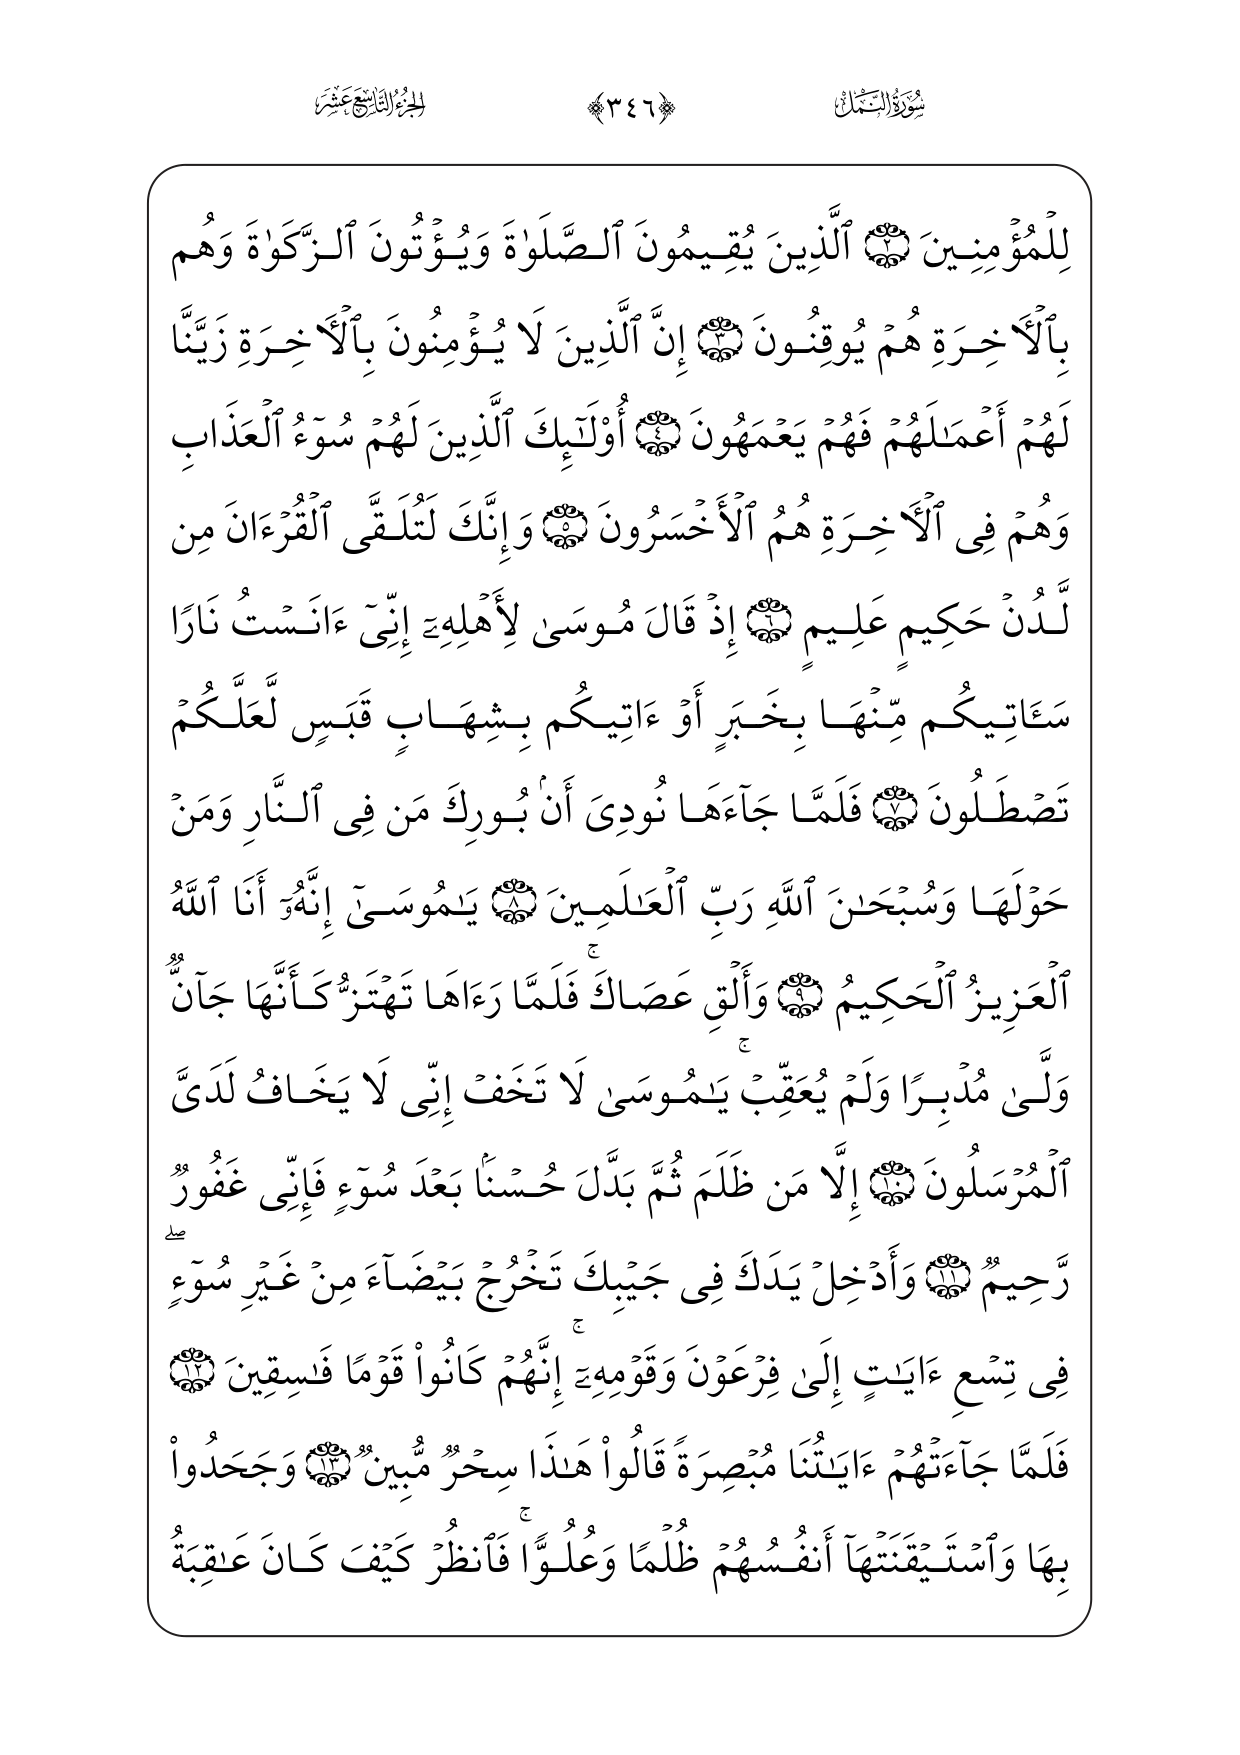 سُورَةُ النَّمْلِ ﴿٣٤٦﴾ الجُزْءُ التَّاسِعَ عَشَرَ
لِلۡمُؤۡمِنِينَ ٢ ٱلَّذِينَ يُقِيمُونَ ٱلصَّلَوٰةَ وَيُؤۡتُونَ ٱلزَّكَوٰةَ وَهُم
بِٱلۡأَخِرَةِ هُمۡ يُوقِنُونَ ٣ إِنَّ ٱلَّذِينَ لَا يُؤۡمِنُونَ بِٱلۡأَخِرَةِ زَيَّنَّا
لَهُمۡ أَعۡمَٰلَهُمۡ فَهُمۡ يَعۡمَهُونَ ٤ أُوْلَٰٓئِكَ ٱلَّذِينَ لَهُمۡ سُوٓءُ ٱلۡعَذَابِ
وَهُمۡ فِي ٱلۡأَخِرَةِ هُمُ ٱلۡأَخۡسَرُونَ ٥ وَإِنَّكَ لَتُلَقَّى ٱلۡقُرۡءَانَ مِن
لَّدُنۡ حَكِيمٍ عَلِيمٍ ٦ إِذۡ قَالَ مُوسَىٰ لِأَهۡلِهِۦٓ إِنِّيٓ ءَانَسۡتُ نَارًا
سَـَٔاتِيكُم مِّنۡهَا بِخَبَرٍ أَوۡ ءَاتِيكُم بِشِهَابٍ قَبَسٍ لَّعَلَّكُمۡ
تَصۡطَلُونَ ٧ فَلَمَّا جَآءَهَا نُودِيَ أَنۢ بُورِكَ مَن فِي ٱلنَّارِ وَمَنۡ
حَوۡلَهَا وَسُبۡحَٰنَ ٱللَّهِ رَبِّ ٱلۡعَٰلَمِينَ ٨ يَٰمُوسَىٰٓ إِنَّهُۥٓ أَنَا ٱللَّهُ
ٱلۡعَزِيزُ ٱلۡحَكِيمُ ٩ وَأَلۡقِ عَصَاكَۚ فَلَمَّا رَءَاهَا تَهۡتَزُّ كَأَنَّهَا جَآنٌّ
وَلَّىٰ مُدۡبِرًا وَلَمۡ يُعَقِّبۡۚ يَٰمُوسَىٰ لَا تَخَفۡ إِنِّي لَا يَخَافُ لَدَيَّ
ٱلۡمُرۡسَلُونَ ١٠ إِلَّا مَن ظَلَمَ ثُمَّ بَدَّلَ حُسۡنَۢا بَعۡدَ سُوٓءٍ فَإِنِّي غَفُورٌ
رَّحِيمٌ ١١ وَأَدۡخِلۡ يَدَكَ فِي جَيۡبِكَ تَخۡرُجۡ بَيۡضَآءَ مِنۡ غَيۡرِ سُوٓءٍۖ
فِي تِسۡعِ ءَايَٰتٍ إِلَىٰ فِرۡعَوۡنَ وَقَوۡمِهِۦٓۚ إِنَّهُمۡ كَانُواْ قَوۡمًا فَٰسِقِينَ ١٢
فَلَمَّا جَآءَتۡهُمۡ ءَايَٰتُنَا مُبۡصِرَةً قَالُواْ هَٰذَا سِحۡرٌ مُّبِينٌ ١٣ وَجَحَدُواْ
بِهَا وَٱسۡتَيۡقَنَتۡهَآ أَنفُسُهُمۡ ظُلۡمًا وَعُلُوًّاۚ فَٱنظُرۡ كَيۡفَ كَانَ عَٰقِبَةُ